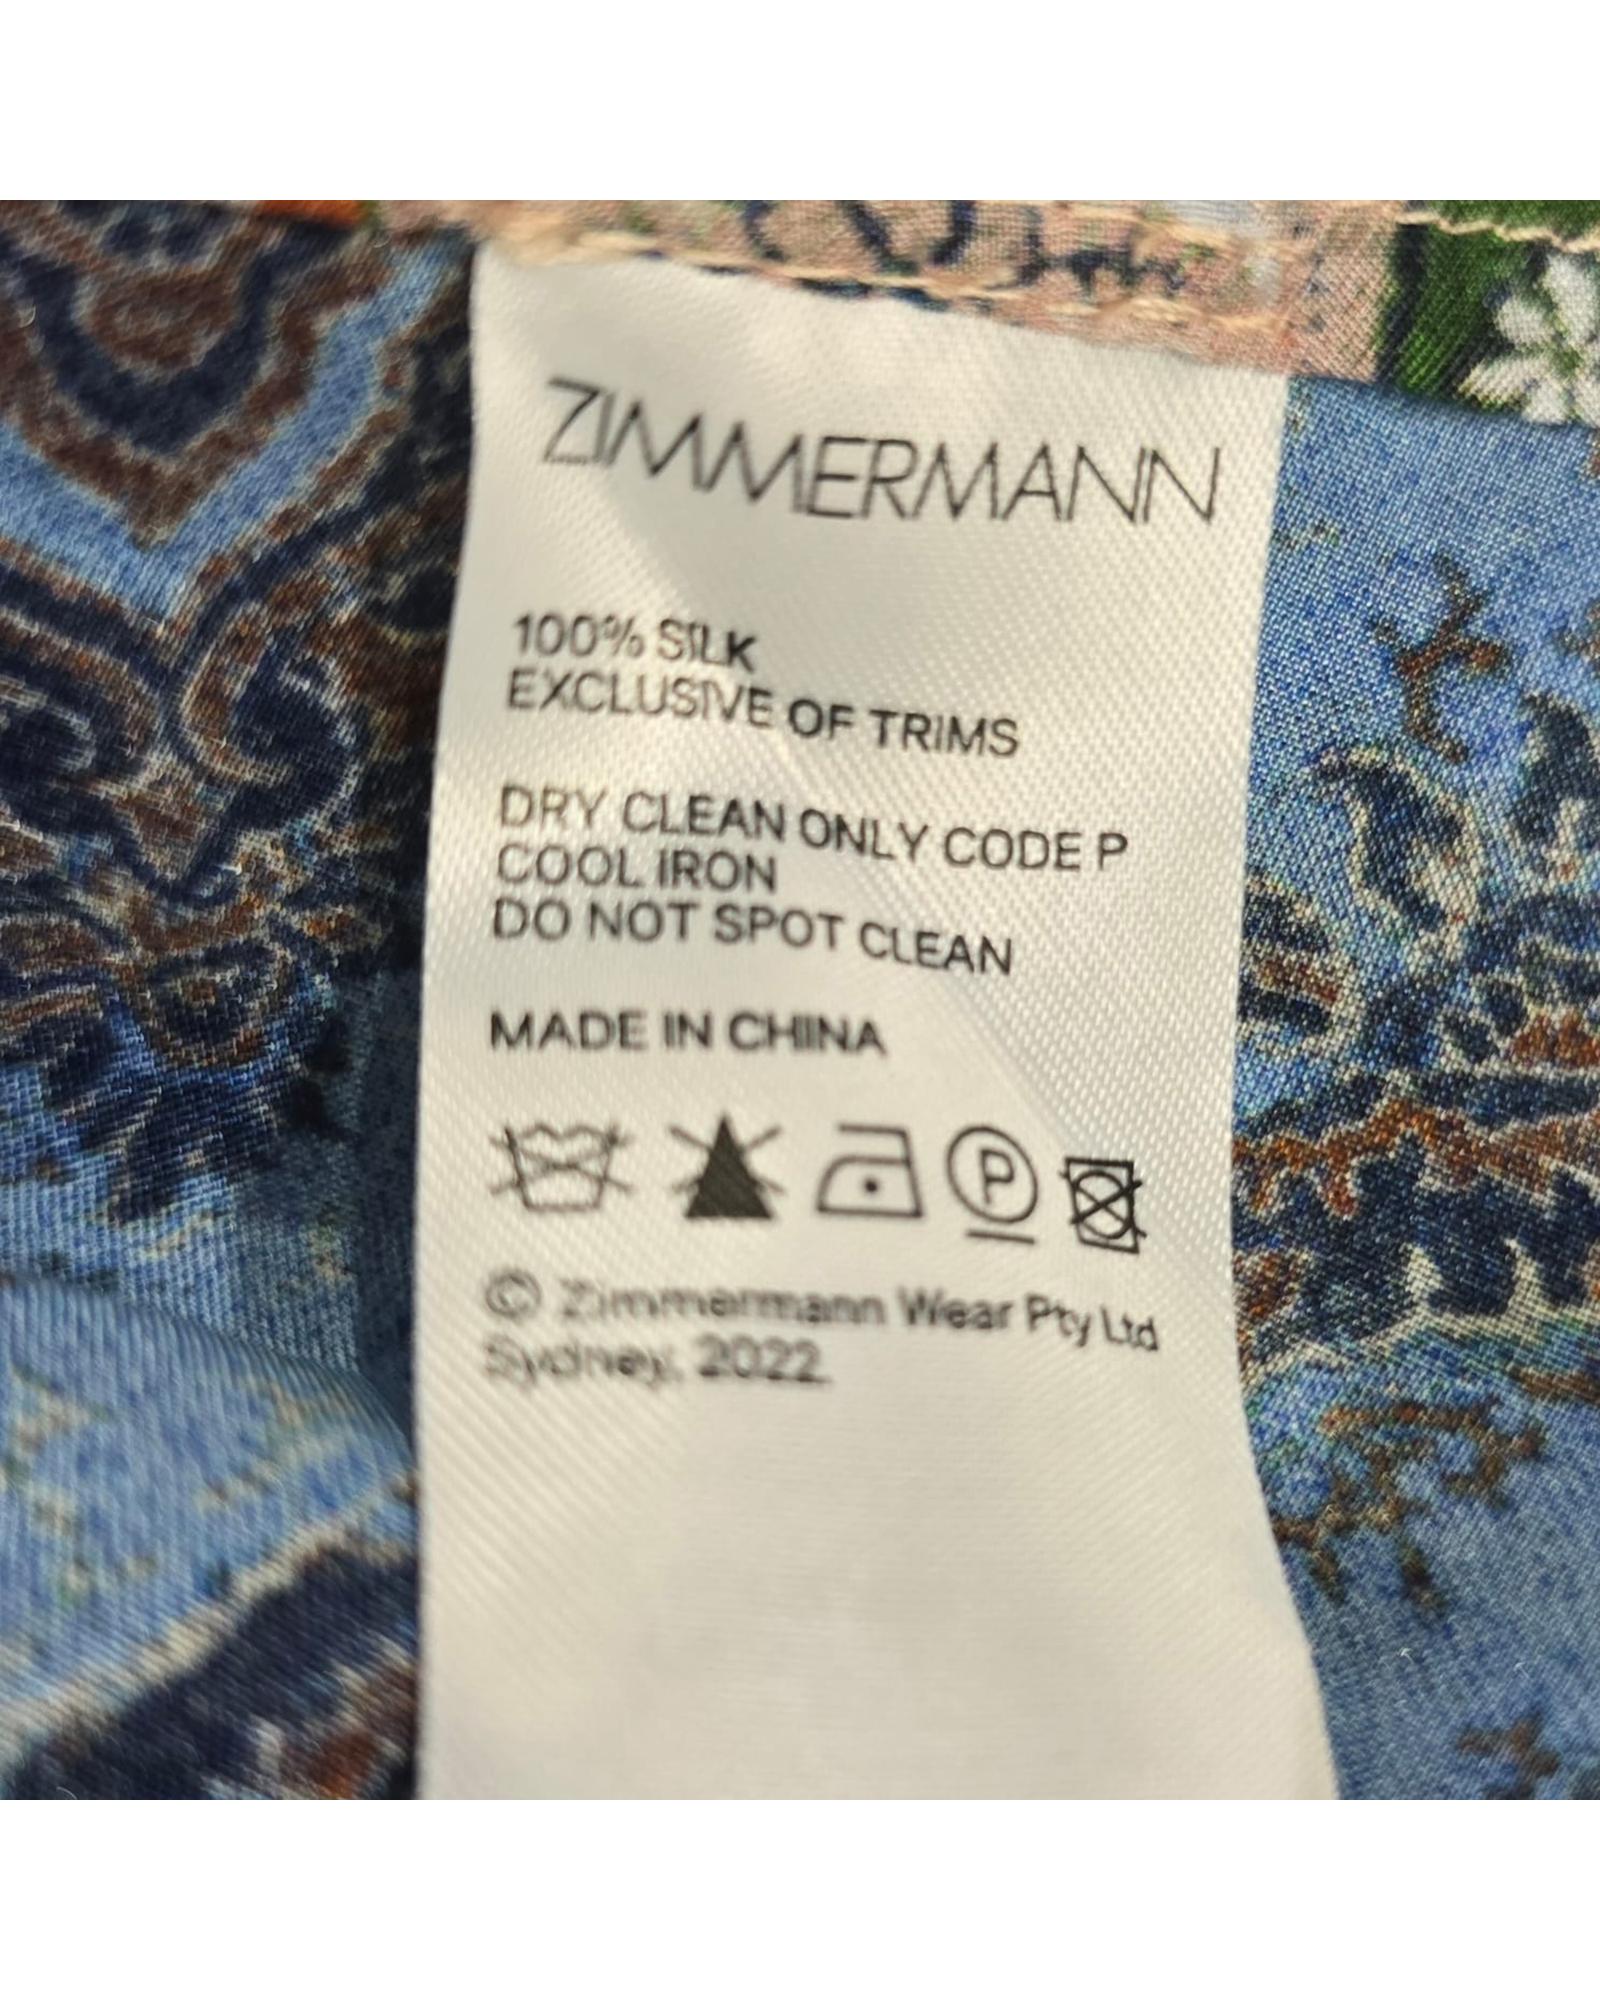 ZIMMERMANN
100% SILK
EXCLUSIVE OF TRIMS
DRY CLEAN ONLY CODE P
COOL IRON
DO NOT SPOT CLEAN
MADE IN CHINA
P
© Zimmermann Wear Pty Ltd
Sydney, 2022